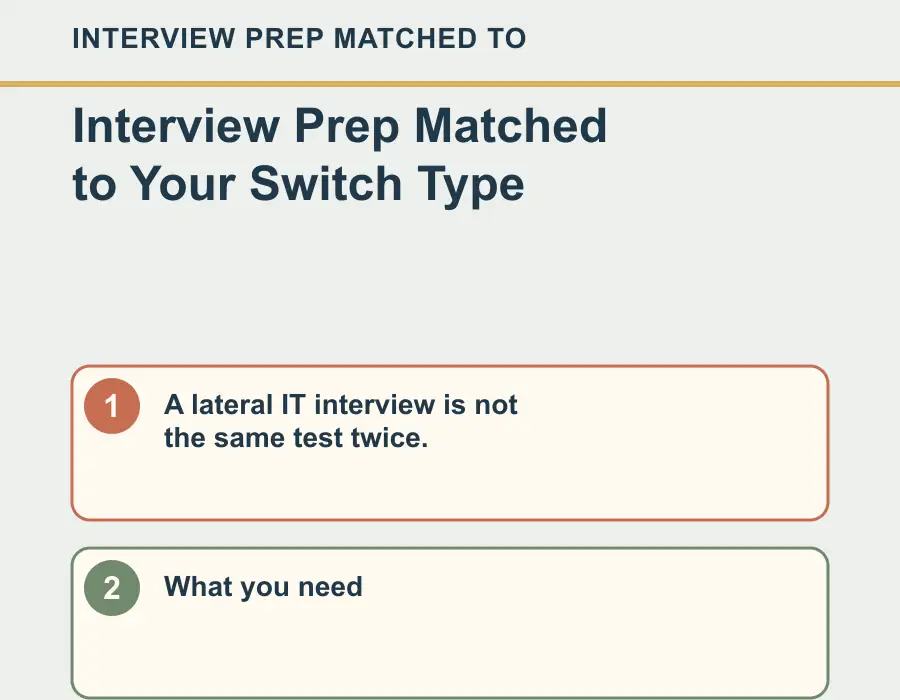 INTERVIEW PREP MATCHED TO
Interview Prep Matched
to Your Switch Type
1
A lateral IT interview is not
the same test twice.
2
What you need